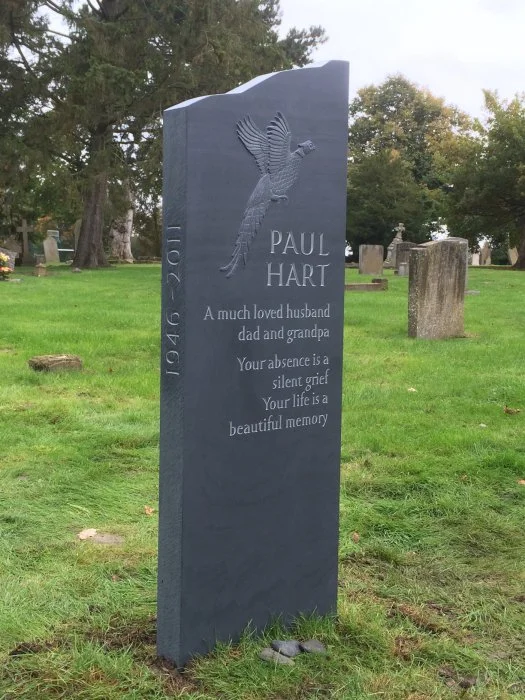 PAUL
HART
A much loved husband
dad and grandpa
Your absence is a
silent grief
Your life is a
beautiful memory
1946-2011